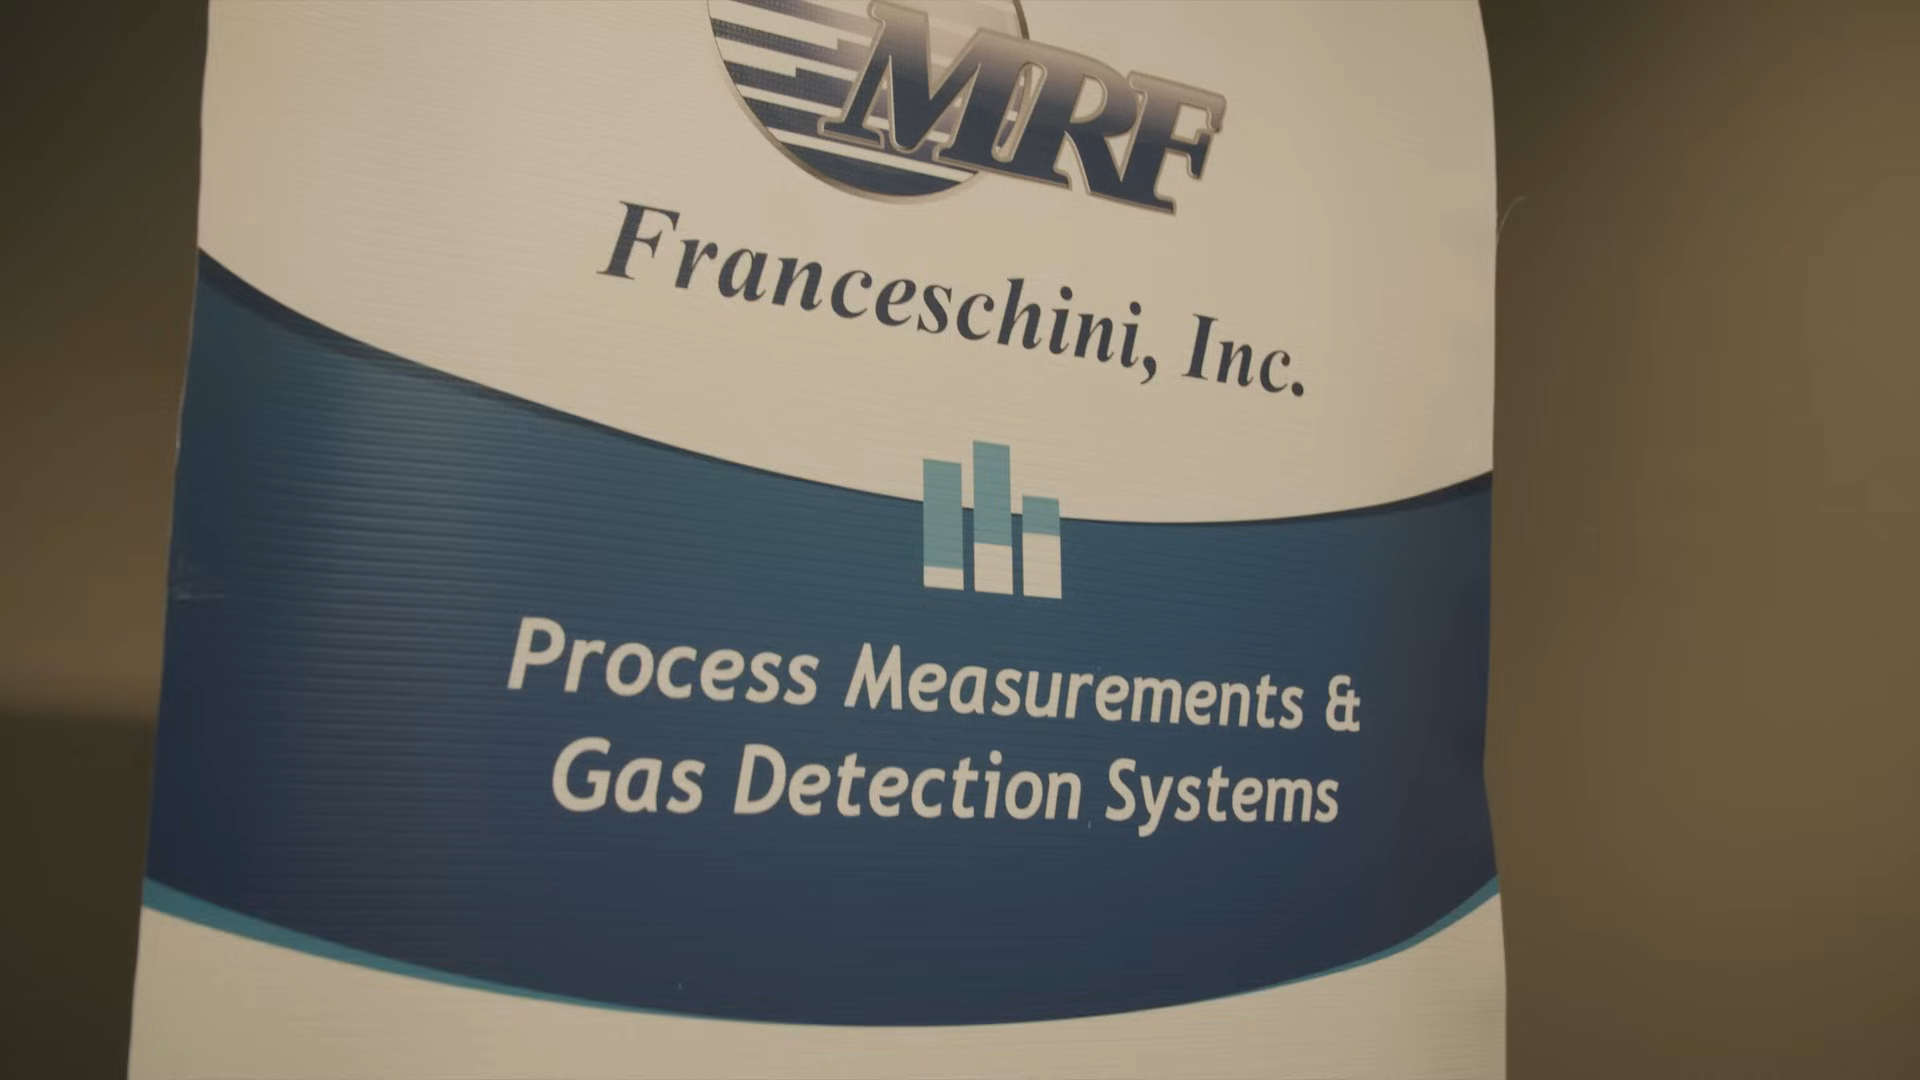 MRF
Franceschini, Inc.
Process Measurements &
Gas Detection Systems